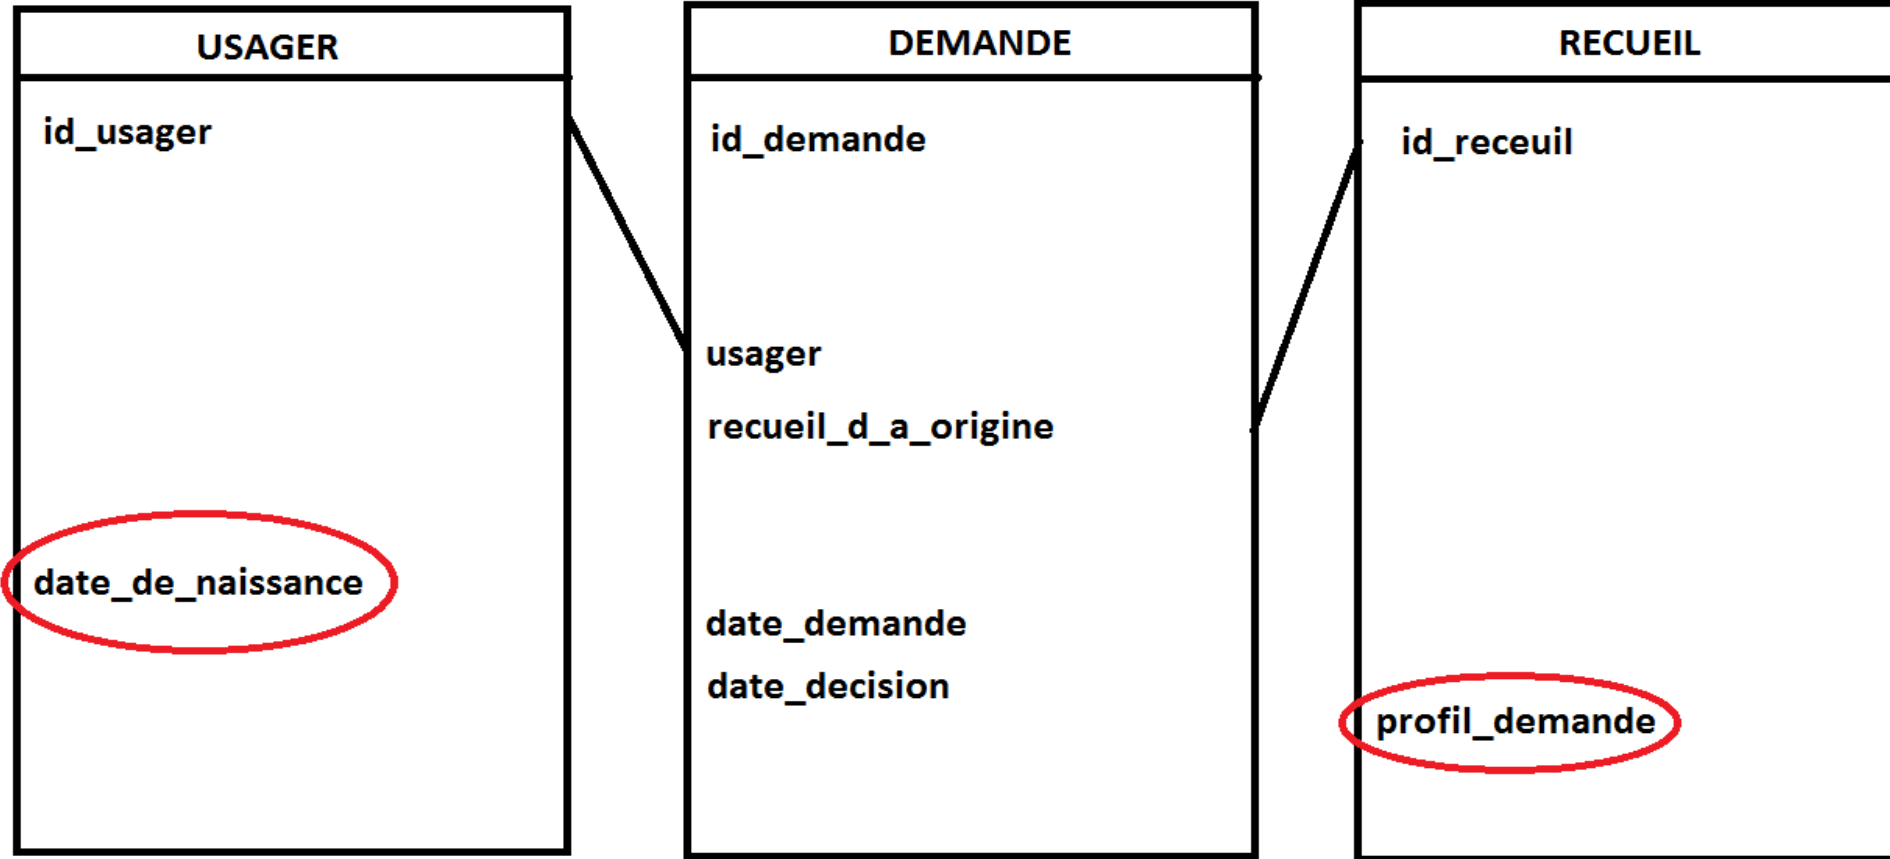 USAGER
id_usager
date_de_naissance
DEMANDE
id_demande
usager
recueil_d_a_origine
date_demande
date_decision
RECUEIL
id_receuil
profil_demande